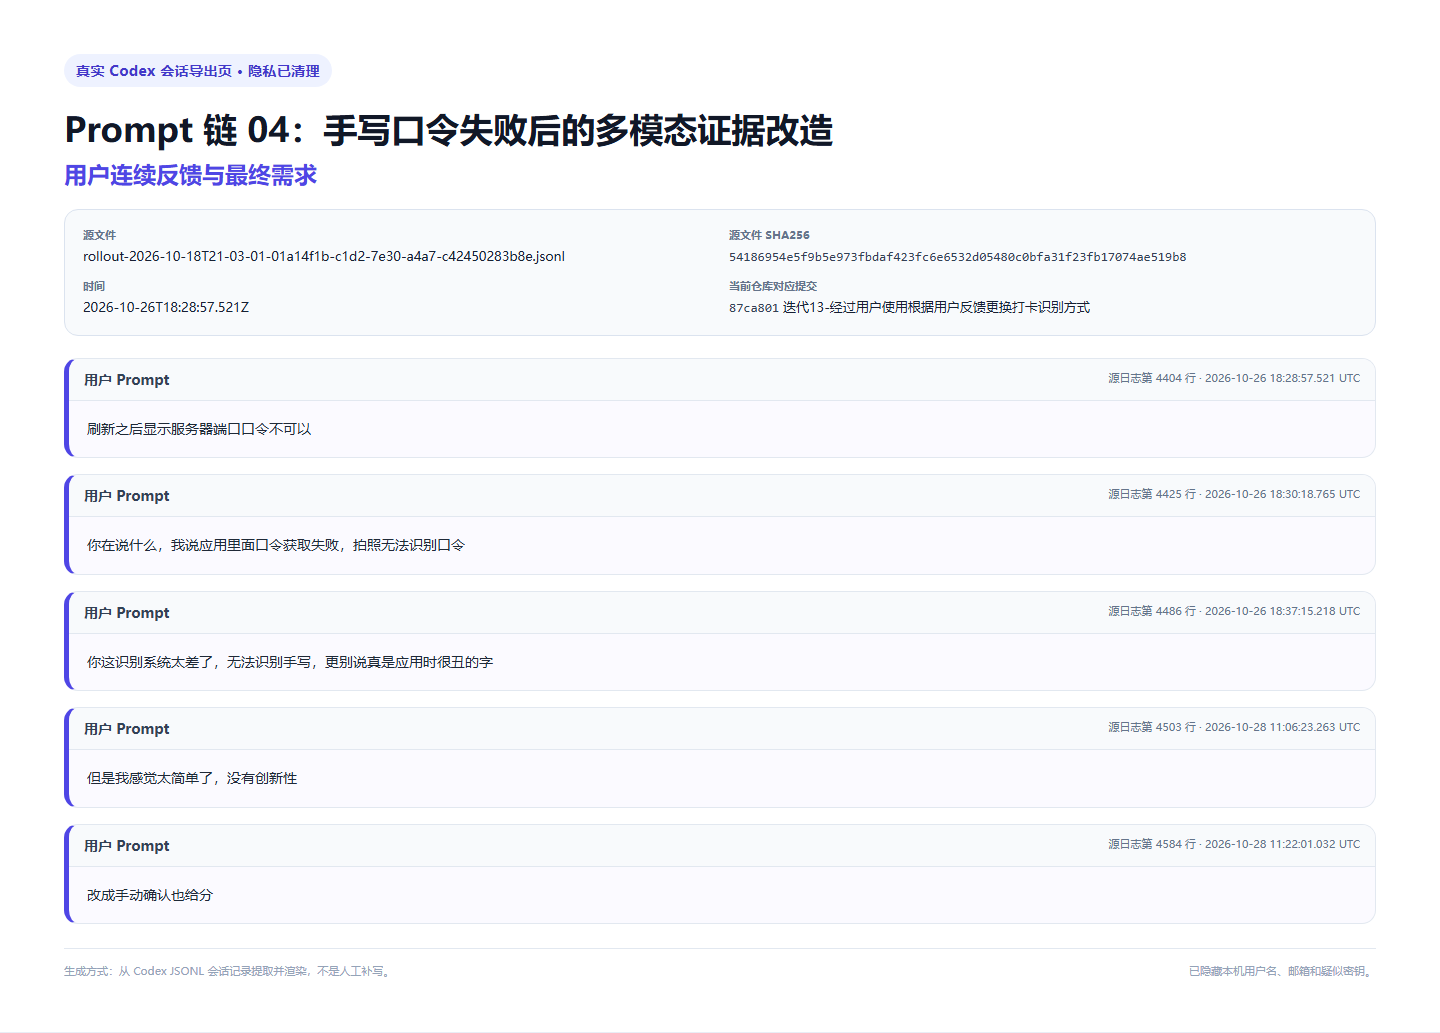 真实 Codex 会话导出页 • 隐私已清理
Prompt 链 04：手写口令失败后的多模态证据改造
用户连续反馈与最终需求
源文件
rollout-2026-10-18T21-03-01-01a14f1b-c1d2-7e30-a4a7-c42450283b8e.jsonl
源文件 SHA256
54186954e5f9b5e973fbdaf423fc6e6532d05480c0bfa31f23fb17074ae519b8
时间
2026-10-26T18:28:57.521Z
当前仓库对应提交
87ca801 迭代13-经过用户使用根据用户反馈更换打卡识别方式
用户 Prompt
源日志第 4404 行 · 2026-10-26 18:28:57.521 UTC
刷新之后显示服务器端口口令不可以
用户 Prompt
源日志第 4425 行 · 2026-10-26 18:30:18.765 UTC
你在说什么，我说应用里面口令获取失败，拍照无法识别口令
用户 Prompt
源日志第 4486 行 · 2026-10-26 18:37:15.218 UTC
你这识别系统太差了，无法识别手写，更别说真是应用时很丑的字
用户 Prompt
源日志第 4503 行 · 2026-10-28 11:06:23.263 UTC
但是我感觉太简单了，没有创新性
用户 Prompt
源日志第 4584 行 · 2026-10-28 11:22:01.032 UTC
改成手动确认也给分
生成方式：从 Codex JSONL 会话记录提取并渲染，不是人工补写。
已隐藏本机用户名、邮箱和疑似密钥。